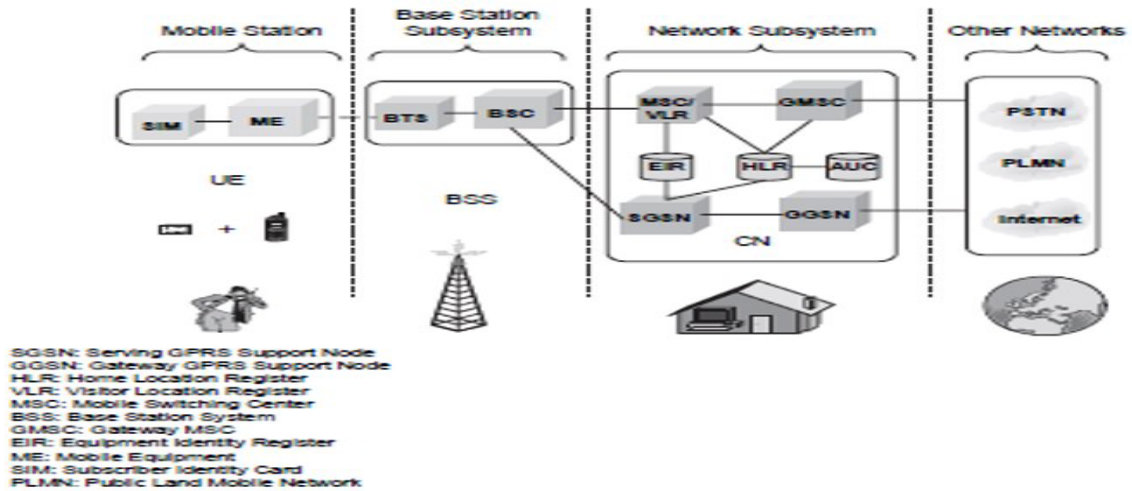 Mobile Station
Base Station
Subsystem
Network Subsystem
Other Networks
SIM
ME
BTS
BSC
MSC/
VLR
GMSC
PSTN
EIR
HLR
AUC
PLMN
UE
BSS
SGSN
GGSN
Internet
+
CN
SGSN: Serving GPRS Support Node
GGSN: Gateway GPRS Support Node
HLR: Home Location Register
VLR: Visitor Location Register
MSC: Mobile Switching Center
BSS: Base Station System
GMSC: Gateway MSC
EIR: Equipment Identity Register
ME: Mobile Equipment
SIM: Subscriber Identity Card
PLMN: Public Land Mobile Network